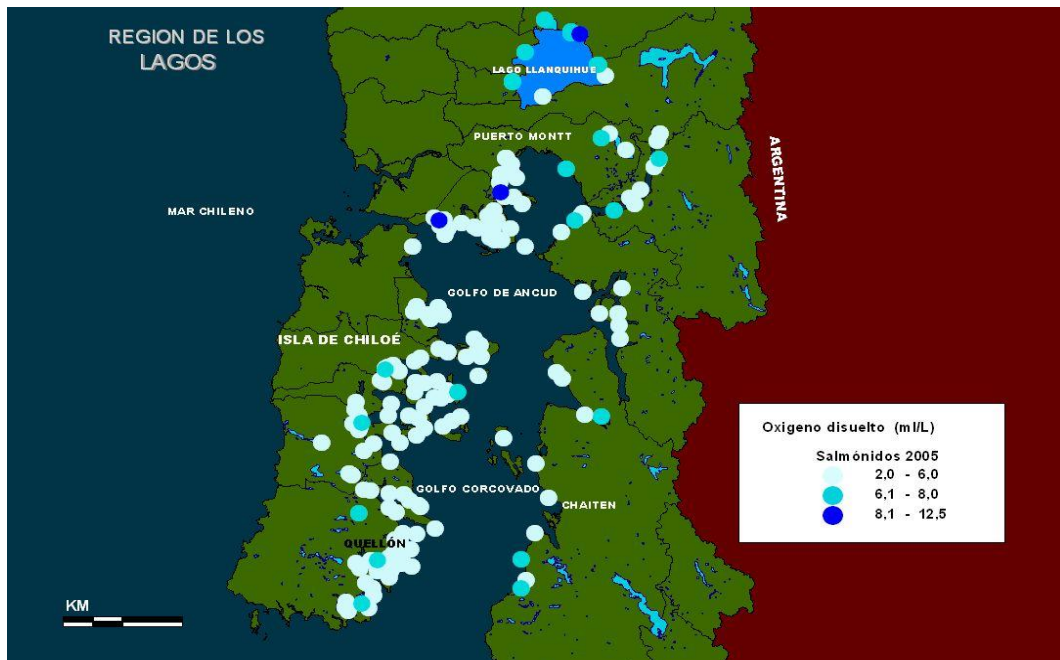 REGION DE LOS
LAGOS
LAGO LLANQUIHUE
PUERTO MONTT
ARGENTINA
MAR CHILENO
GOLFO DE ANCUD
ISLA DE CHILOÉ
Oxigeno disuelto (ml/L)
Salmónidos 2005
2,0 - 6,0
6,1 - 8,0
8,1 - 12,5
GOLFO CORCOVADO
CHAITEN
QUELLÓN
KM